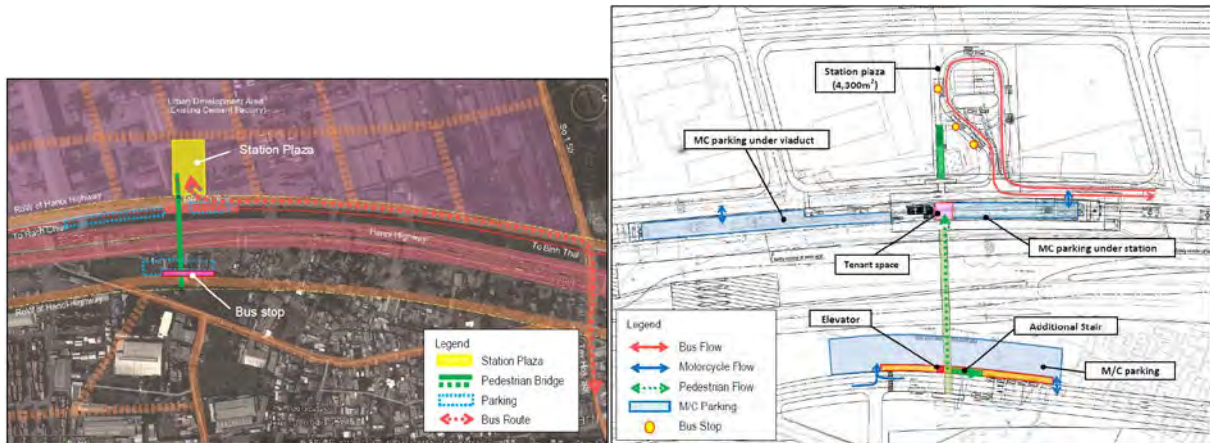 Urban Development Area
(Existing Cement Factory)
Station Plaza
RoW of Hanoi Highway
To Rach Chiec
Hanoi Highway
To Binh Thai
RoW of Hanoi Highway
Bus stop
Legend
Station Plaza
Pedestrian Bridge
Parking
Bus Route
Station plaza
(4,300m²)
MC parking under viaduct
Tenant space
MC parking under station
Elevator
Additional Stair
M/C parking
Legend
Bus Flow
Motorcycle Flow
Pedestrian Flow
M/C Parking
Bus Stop